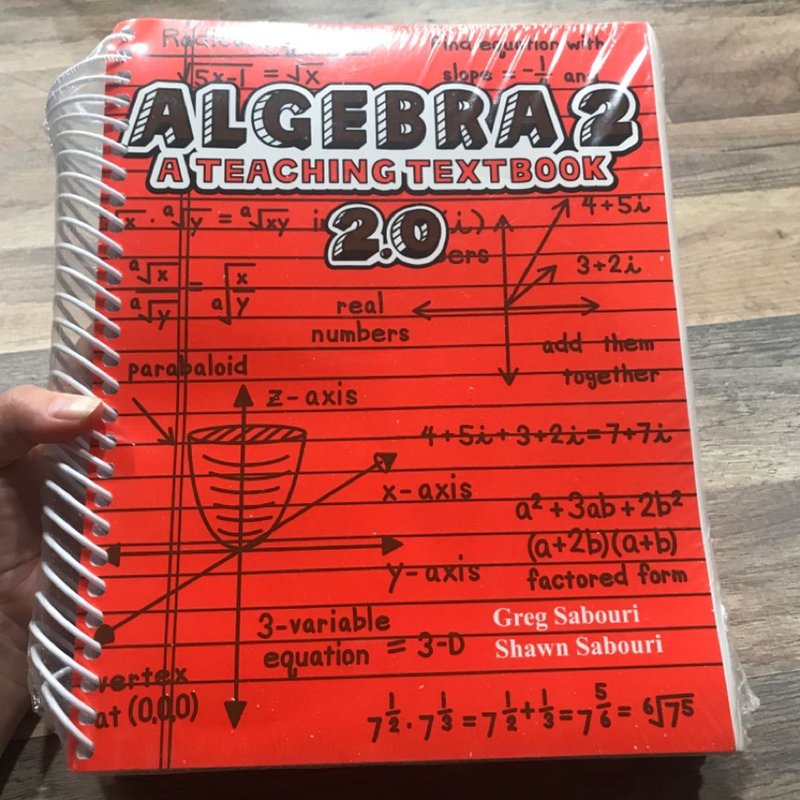 Find equation with
√5x-1 = √x
slope = -1/2 and
ALGEBRA 2
A TEACHING TEXTBOOK
2.0
ᵃ√x · ᵃ√y = ᵃ√xy
(i)
ers
4+5i
3+2i
ᵃ√x / ᵃ√y = ᵃ√x/y
real
numbers
add them
together
parabaloid
z-axis
4+5i+3+2i=7+7i
x-axis
a²+3ab+2b²
(a+2b)(a+b)
y-axis
factored form
3-variable
equation = 3-D
Greg Sabouri
Shawn Sabouri
vertex
at (0,0,0)
7^1/2 · 7^1/3 = 7^1/2+1/3 = 7^5/6 = ⁶√7⁵